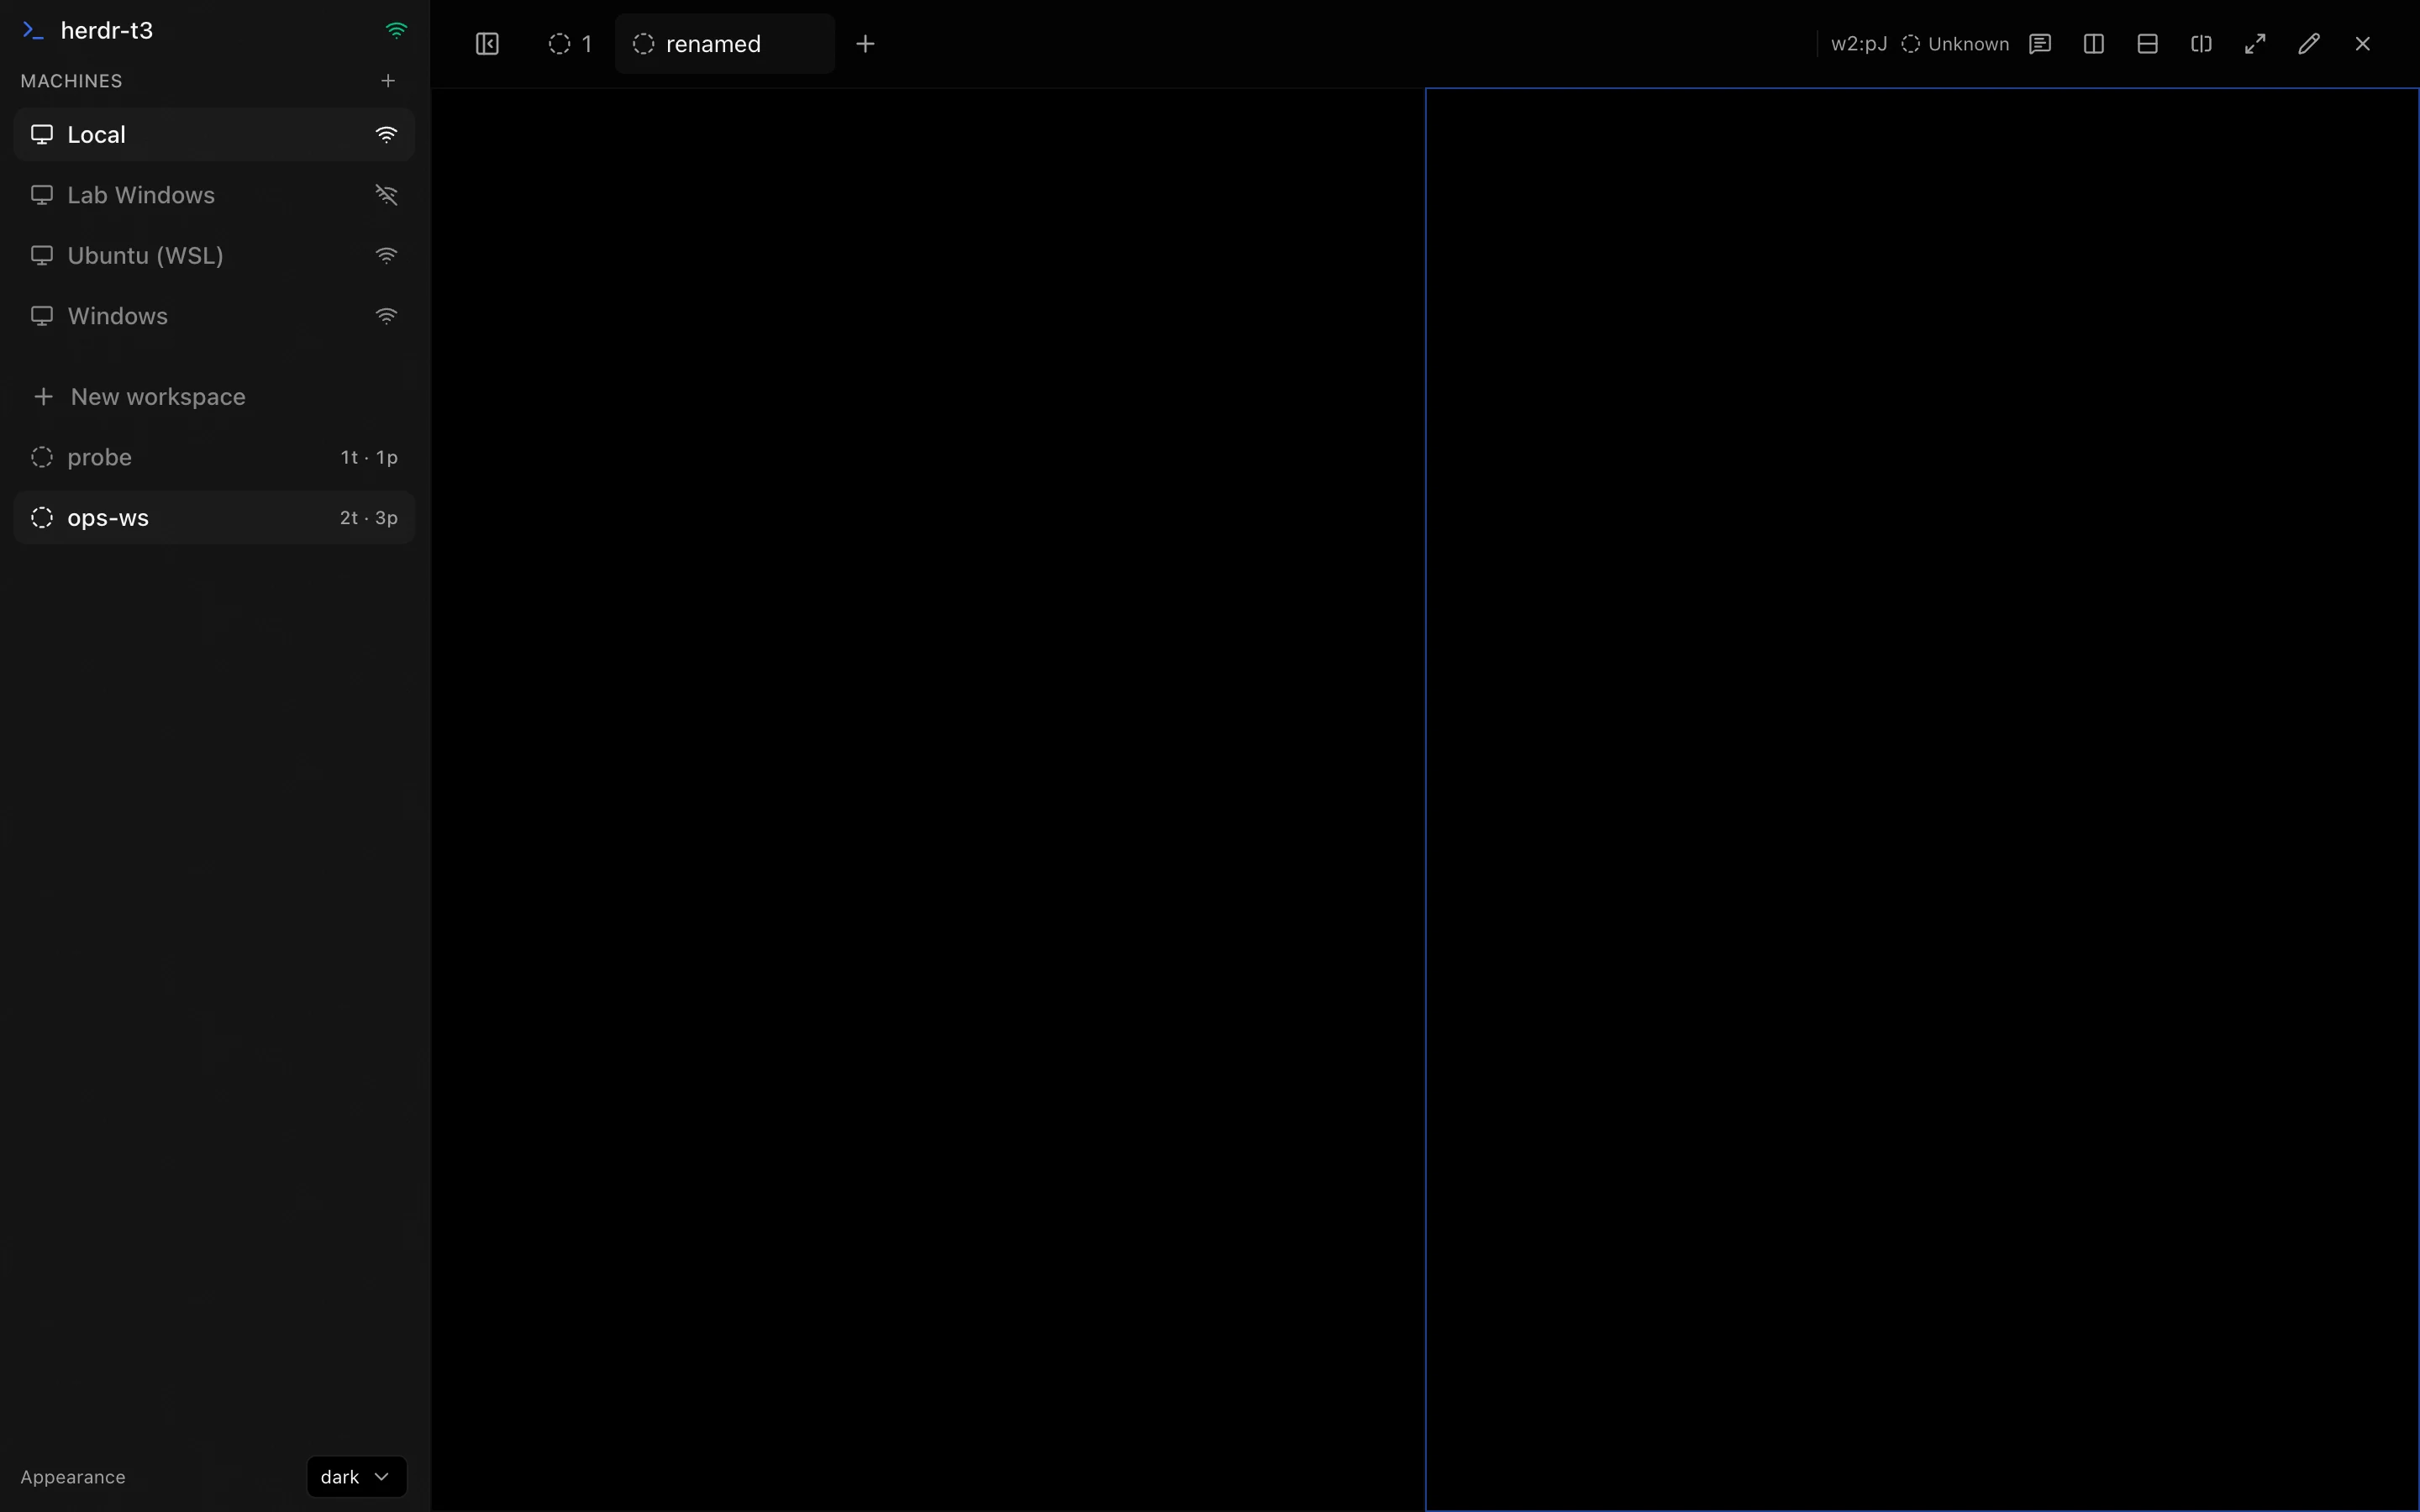 herdr-t3
MACHINES
Local
Lab Windows
Ubuntu (WSL)
Windows
New workspace
probe 1t · 1p
ops-ws 2t · 3p
Appearance dark
1 renamed
w2:pJ Unknown